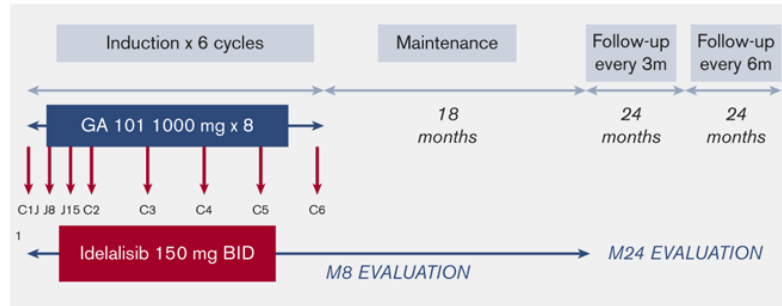 Induction x 6 cycles
Maintenance
Follow-up
every 3m
Follow-up
every 6m
GA 101 1000 mg x 8
18
months
24
months
24
months
C1J J8 J15 C2 C3 C4 C5 C6
1
Idelalisib 150 mg BID
M8 EVALUATION
M24 EVALUATION